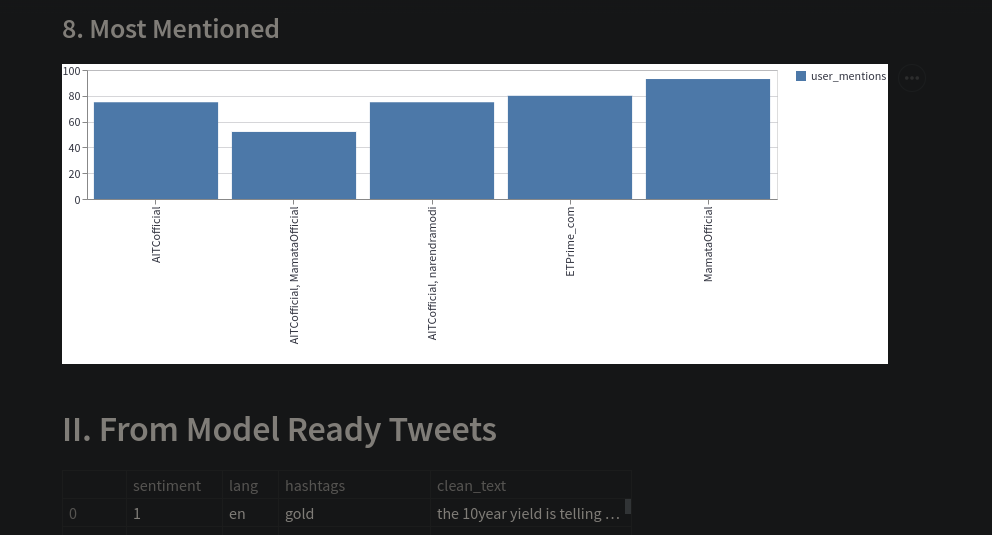 8. Most Mentioned
100
80
60
40
20
0
user_mentions
AITCofficial
AITCofficial, MamataOfficial
AITCofficial, narendramodi
ETPrime_com
MamataOfficial
II. From Model Ready Tweets
sentiment lang hashtags clean_text
0 1 en gold the 10year yield is telling …